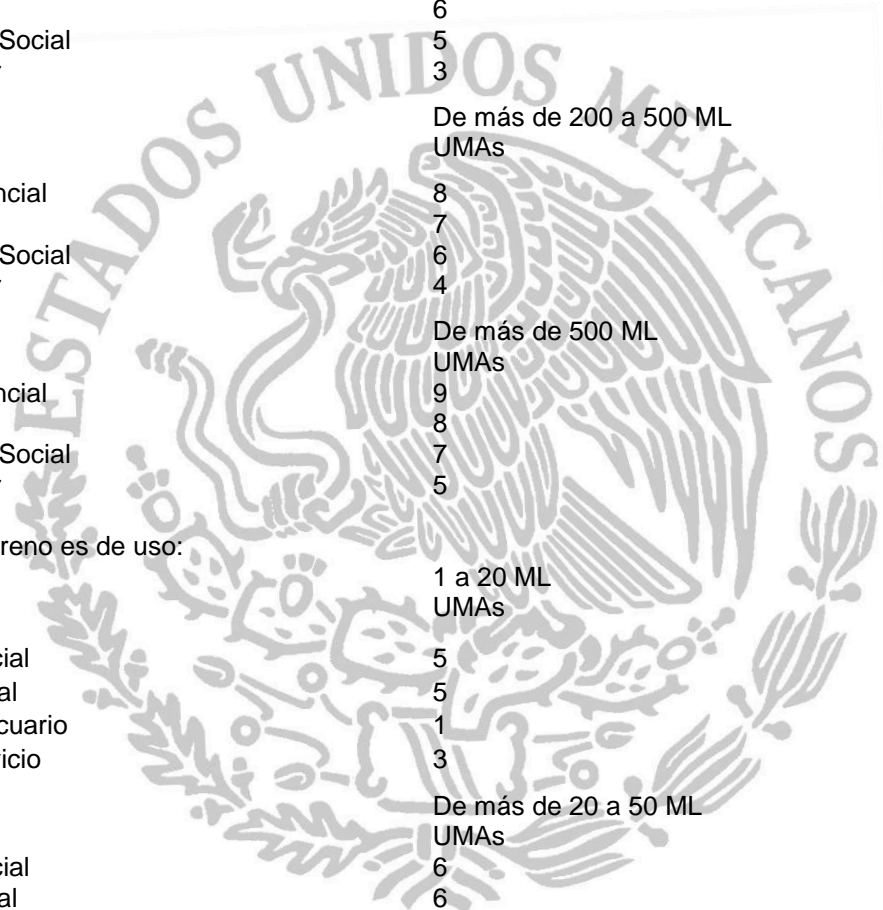 6
Social 5
3
De más de 200 a 500 ML
UMAs
ncial 8
7
Social 6
4
De más de 500 ML
UMAs
ncial 9
8
Social 7
5
reno es de uso:
1 a 20 ML
UMAs
cial 5
al 5
cuario 1
icio 3
De más de 20 a 50 ML
UMAs
cial 6
al 6
ESTADOS UNIDOS MEXICANOS